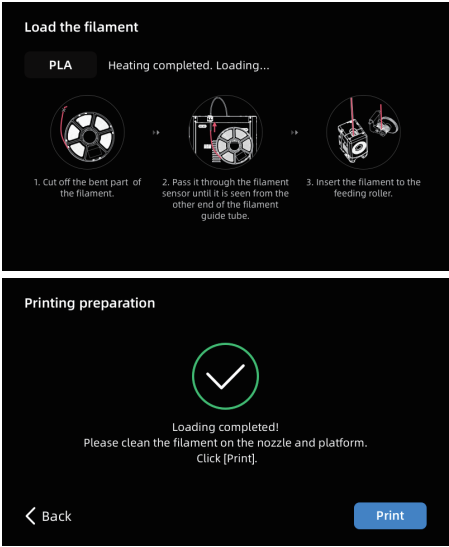 Load the filament
PLA
Heating completed. Loading...
1. Cut off the bent part of
the filament.
2. Pass it through the filament
sensor until it is seen from the
other end of the filament
guide tube.
3. Insert the filament to the
feeding roller.
Printing preparation
Loading completed!
Please clean the filament on the nozzle and platform.
Click [Print].
Back
Print